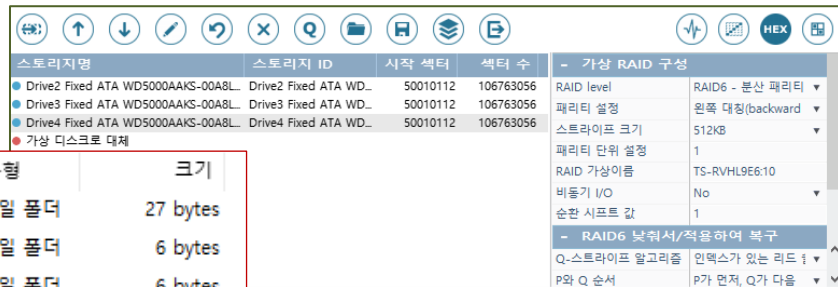 Q HEX
스토리지명 스토리지 ID 시작 섹터 섹터 수
Drive2 Fixed ATA WD5000AAKS-00A8L... Drive2 Fixed ATA WD... 50010112 106763056
Drive3 Fixed ATA WD5000AAKS-00A8L... Drive3 Fixed ATA WD... 50010112 106763056
Drive4 Fixed ATA WD5000AAKS-00A8L... Drive4 Fixed ATA WD... 50010112 106763056
가상 디스크로 대체
형 크기
일 폴더 27 bytes
일 폴더 6 bytes
일 폴더 6 bytes
– 가상 RAID 구성
RAID level RAID6 - 분산 패리티
패리티 설정 왼쪽 대칭(backward
스트라이프 크기 512KB
패리티 단위 설정 1
RAID 가상이름 TS-RVHL9E6:10
비동기 I/O No
순환 시프트 값 1
– RAID6 낮춰서/적용하여 복구
Q-스트라이프 알고리즘 인덱스가 있는 리드
P와 Q 순서 P가 먼저, Q가 다음